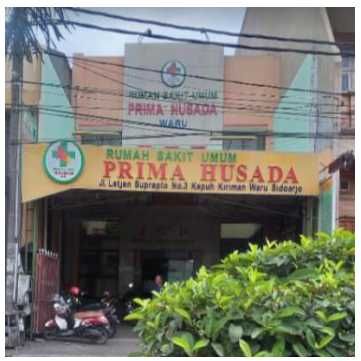 RUMAH SAKIT UMUM
PRIMA HUSADA
WARU
RUMAH SAKIT UMUM
PRIMA HUSADA
Jl. Letjen Suprapto No.3 Kepuh Kiriman Waru Sidoarjo